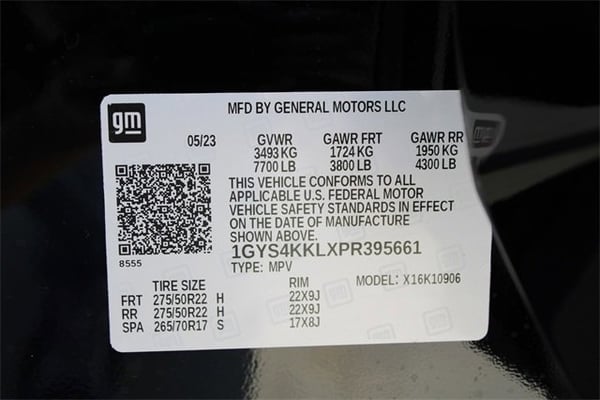 gm
MFD BY GENERAL MOTORS LLC
05/23 GVWR GAWR FRT GAWR RR
3493 KG 1724 KG 1950 KG
7700 LB 3800 LB 4300 LB
THIS VEHICLE CONFORMS TO ALL
APPLICABLE U.S. FEDERAL MOTOR
VEHICLE SAFETY STANDARDS IN EFFECT
ON THE DATE OF MANUFACTURE
SHOWN ABOVE.
8555
1GYS4KKLXPR395661
TYPE: MPV
TIRE SIZE RIM MODEL: X16K10906
FRT 275/50R22 H 22X9J
RR 275/50R22 H 22X9J
SPA 265/70R17 S 17X8J